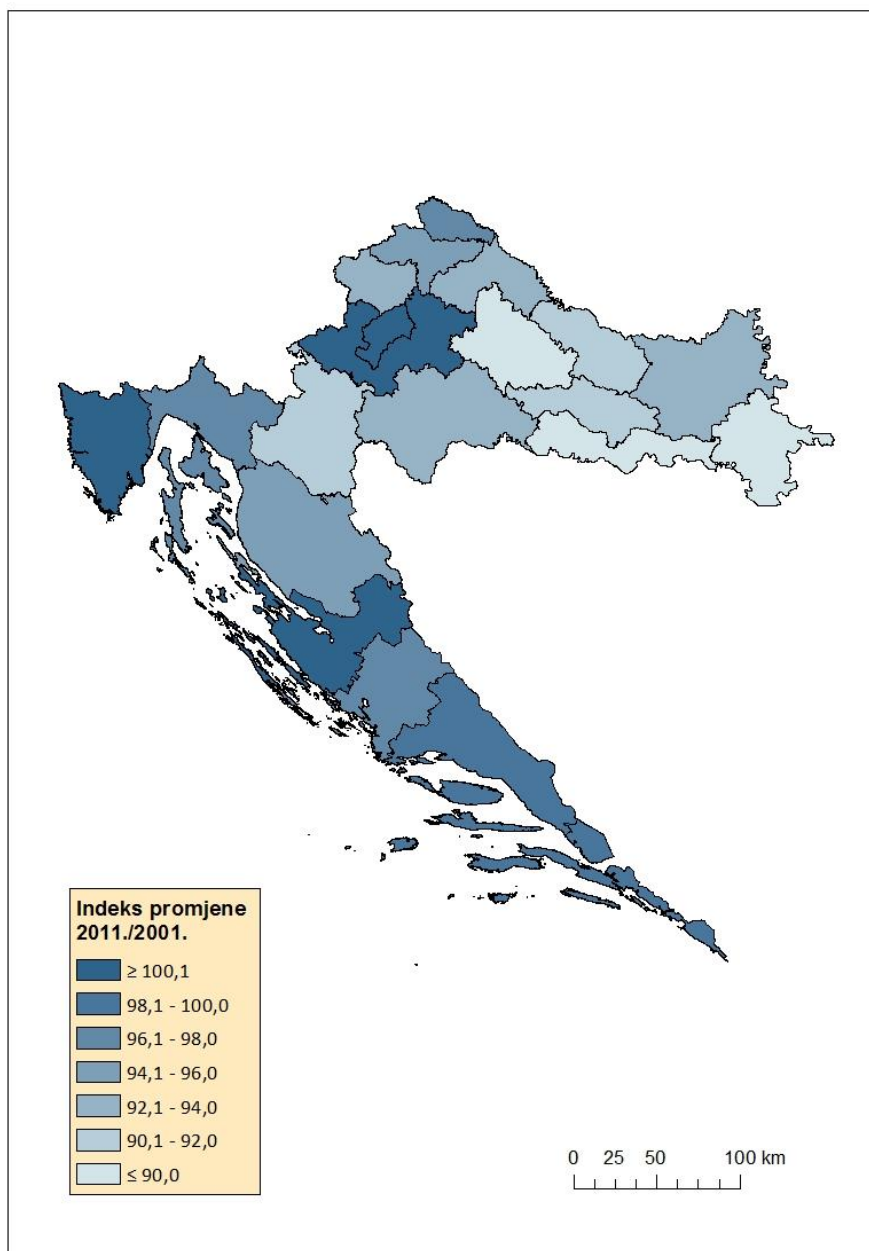 Indeks promjene
2011./2001.
≥ 100,1
98,1 - 100,0
96,1 - 98,0
94,1 - 96,0
92,1 - 94,0
90,1 - 92,0
≤ 90,0
0 25 50 100 km